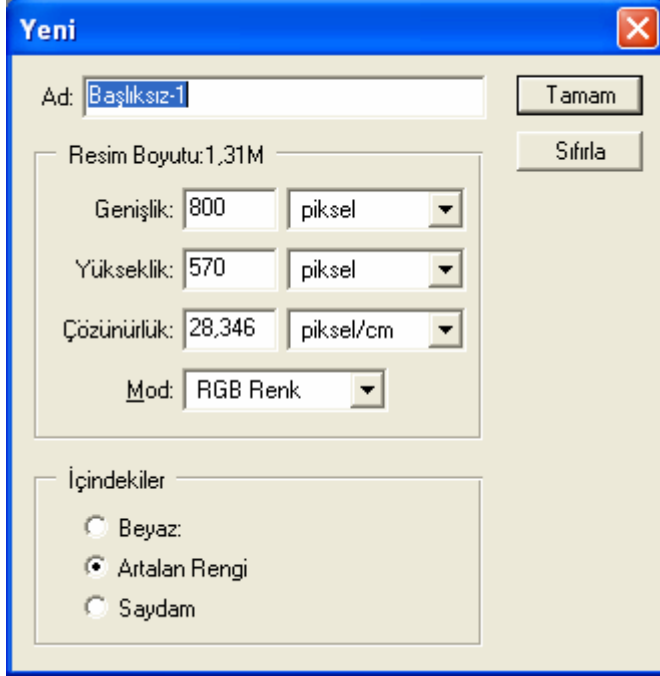 Yeni
Ad: Başlıksız-1
Tamam
Sıfırla
Resim Boyutu:1,31M
Genişlik: 800 piksel
Yükseklik: 570 piksel
Çözünürlük: 28,346 piksel/cm
Mod: RGB Renk
İçindekiler
Beyaz:
Artalan Rengi
Saydam